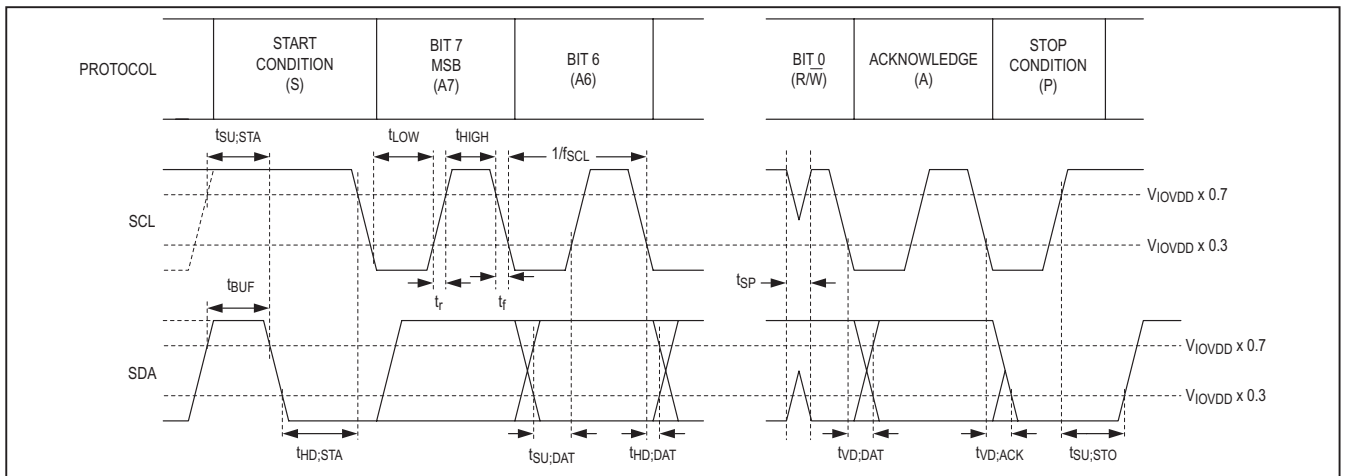 PROTOCOL
START
CONDITION
(S)
BIT 7
MSB
(A7)
BIT 6
(A6)
BIT 0
(R/W̅)
ACKNOWLEDGE
(A)
STOP
CONDITION
(P)
tSU;STA
tLOW
tHIGH
1/fSCL
SCL
VIOVDD x 0.7
VIOVDD x 0.3
tBUF
tr
tf
tSP
SDA
VIOVDD x 0.7
VIOVDD x 0.3
tHD;STA
tSU;DAT
tHD;DAT
tVD;DAT
tVD;ACK
tSU;STO